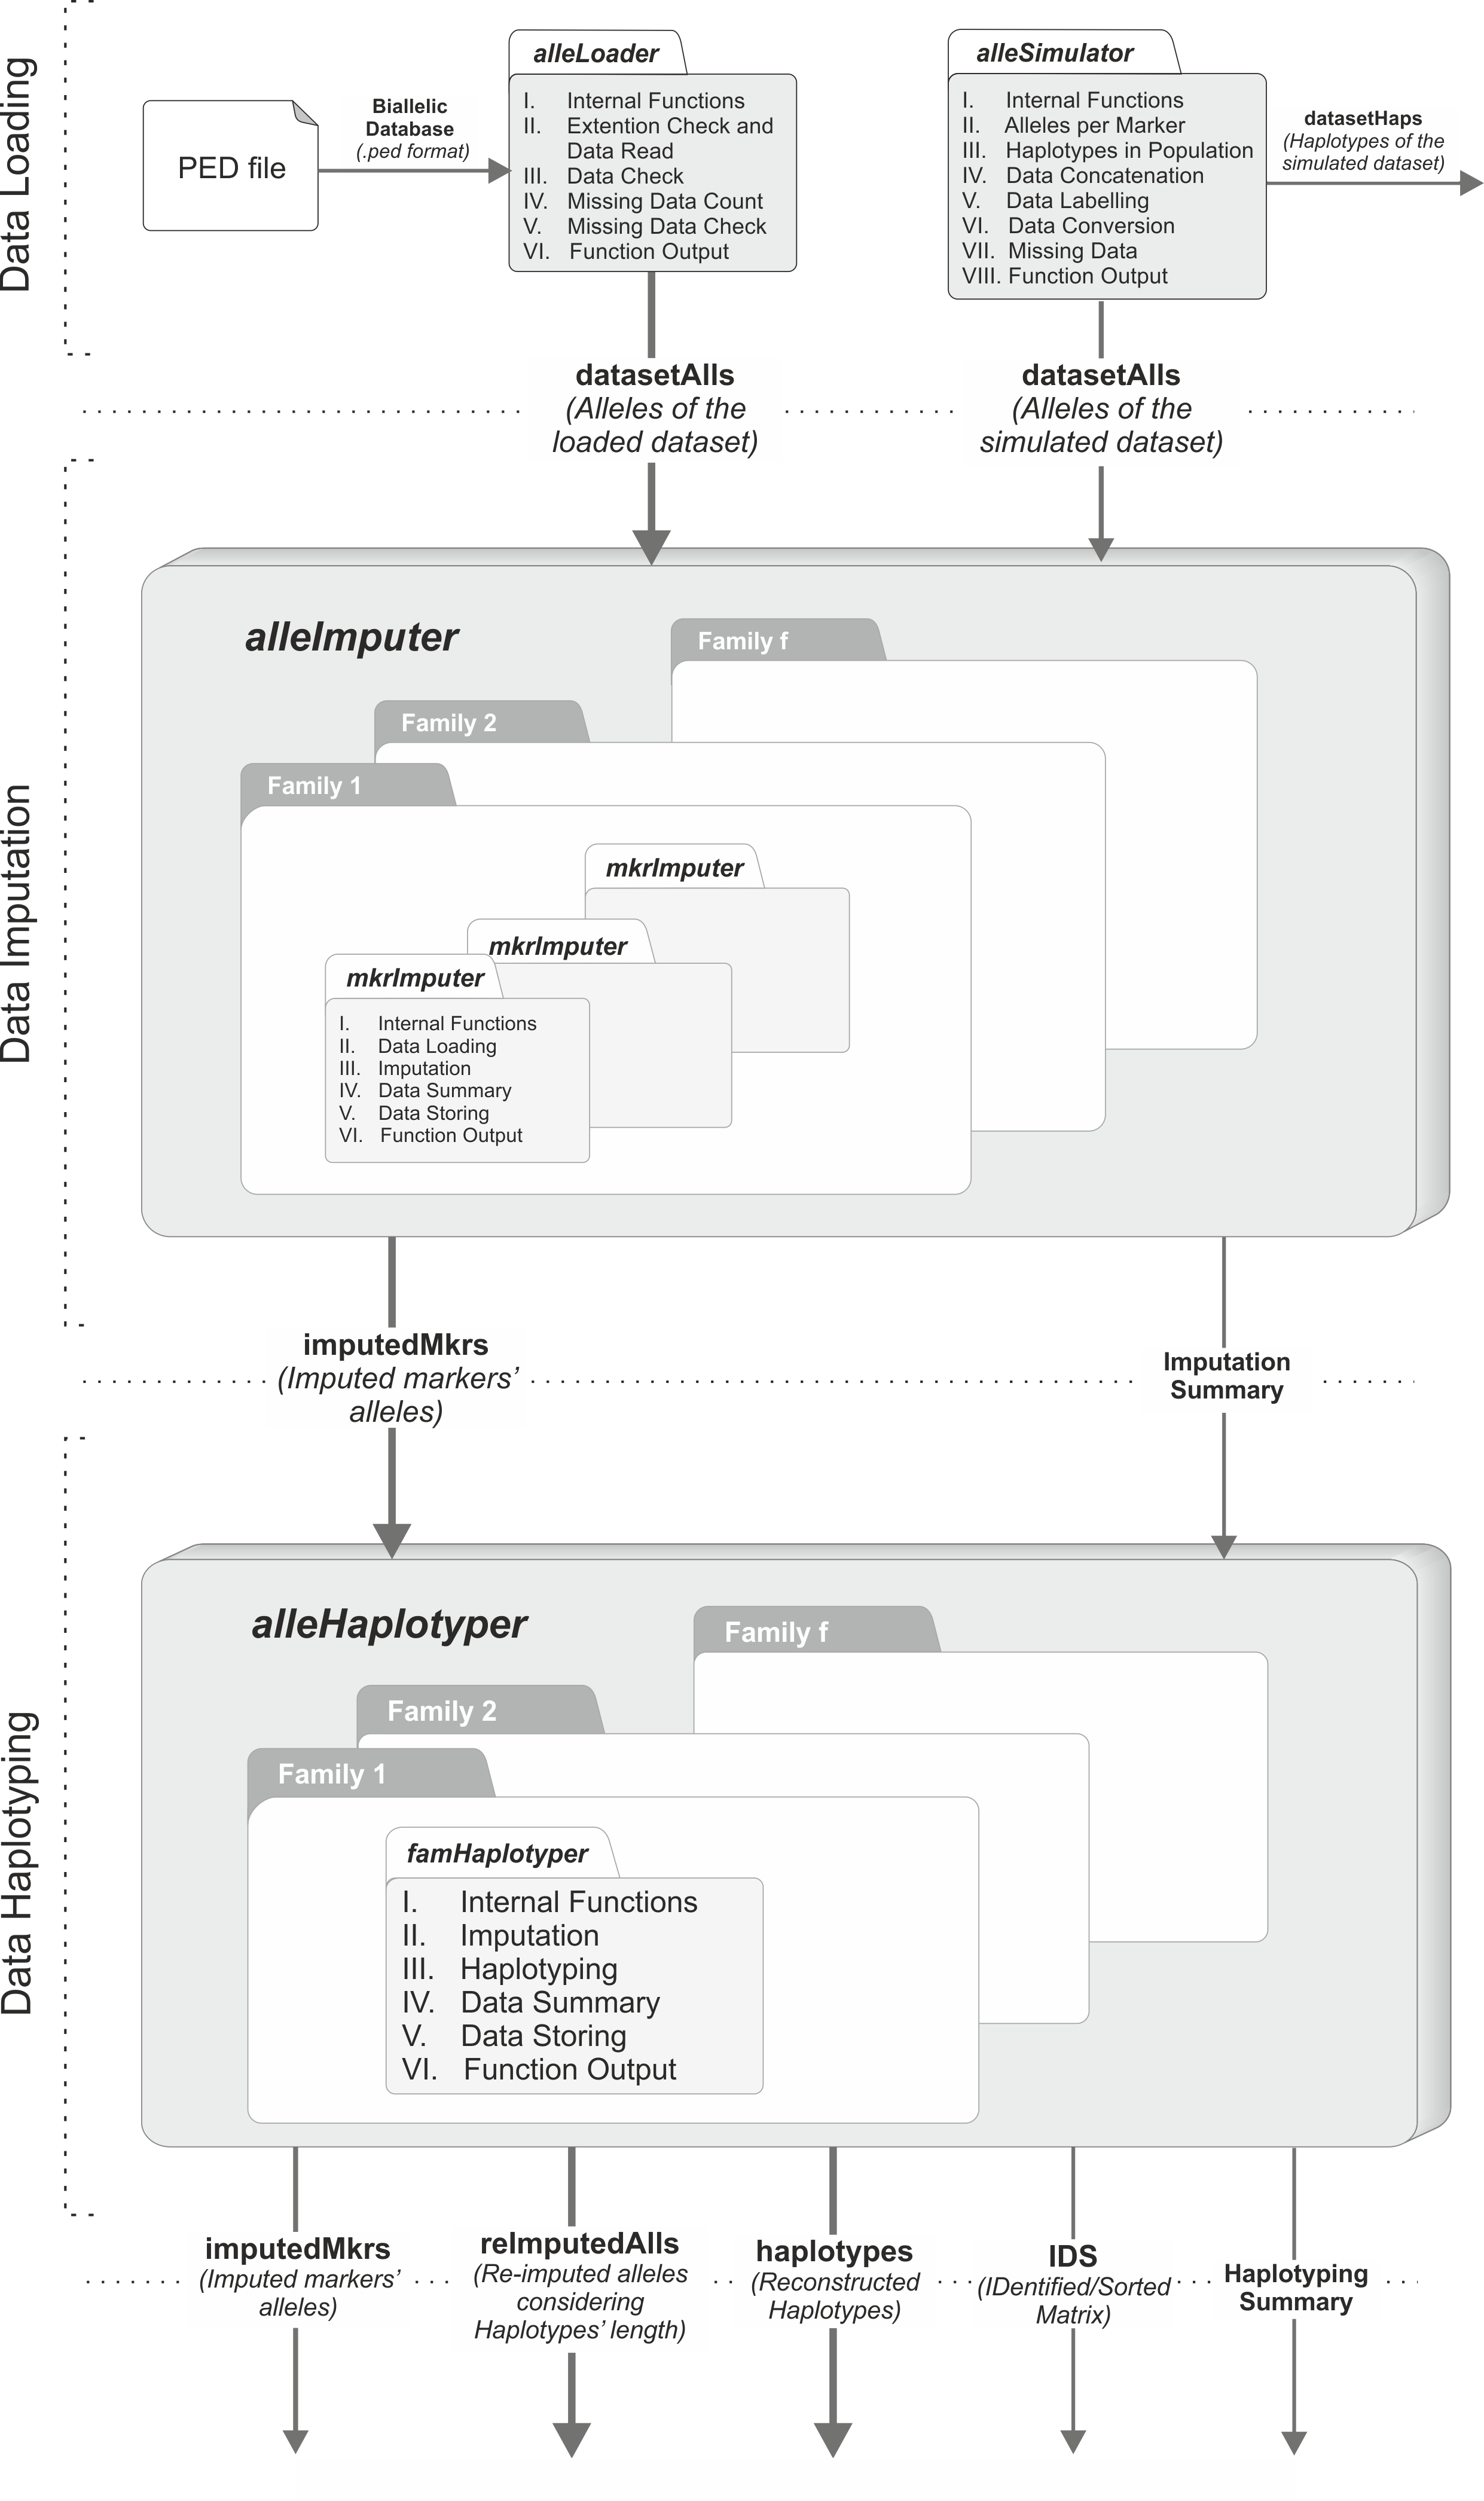 Data Loading
PED file
Biallelic
Database
(.ped format)
alleLoader
I. Internal Functions
II. Extention Check and
Data Read
III. Data Check
IV. Missing Data Count
V. Missing Data Check
VI. Function Output
alleSimulator
I. Internal Functions
II. Alleles per Marker
III. Haplotypes in Population
IV. Data Concatenation
V. Data Labelling
VI. Data Conversion
VII. Missing Data
VIII. Function Output
datasetHaps
(Haplotypes of the
simulated dataset)
datasetAlls
(Alleles of the
loaded dataset)
datasetAlls
(Alleles of the
simulated dataset)
Data Imputation
alleImputer
Family f
Family 2
Family 1
mkrImputer
mkrImputer
mkrImputer
I. Internal Functions
II. Data Loading
III. Imputation
IV. Data Summary
V. Data Storing
VI. Function Output
imputedMkrs
(Imputed markers’
alleles)
Imputation
Summary
Data Haplotyping
alleHaplotyper
Family f
Family 2
Family 1
famHaplotyper
I. Internal Functions
II. Imputation
III. Haplotyping
IV. Data Summary
V. Data Storing
VI. Function Output
imputedMkrs
(Imputed markers’
alleles)
reImputedAlls
(Re-imputed alleles
considering
Haplotypes’ length)
haplotypes
(Reconstructed
Haplotypes)
IDS
(IDentified/Sorted
Matrix)
Haplotyping
Summary